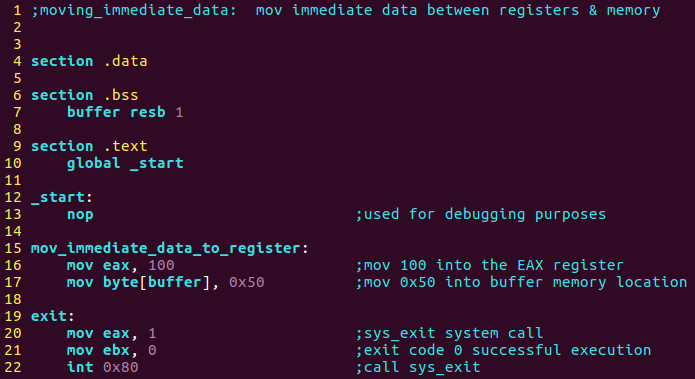 1 ;moving_immediate_data:  mov immediate data between registers & memory
2
3
4 section .data
5
6 section .bss
7     buffer resb 1
8
9 section .text
10     global _start
11
12 _start:
13     nop                             ;used for debugging purposes
14
15 mov_immediate_data_to_register:
16     mov eax, 100                    ;mov 100 into the EAX register
17     mov byte[buffer], 0x50          ;mov 0x50 into buffer memory location
18
19 exit:
20     mov eax, 1                      ;sys_exit system call
21     mov ebx, 0                      ;exit code 0 successful execution
22     int 0x80                        ;call sys_exit